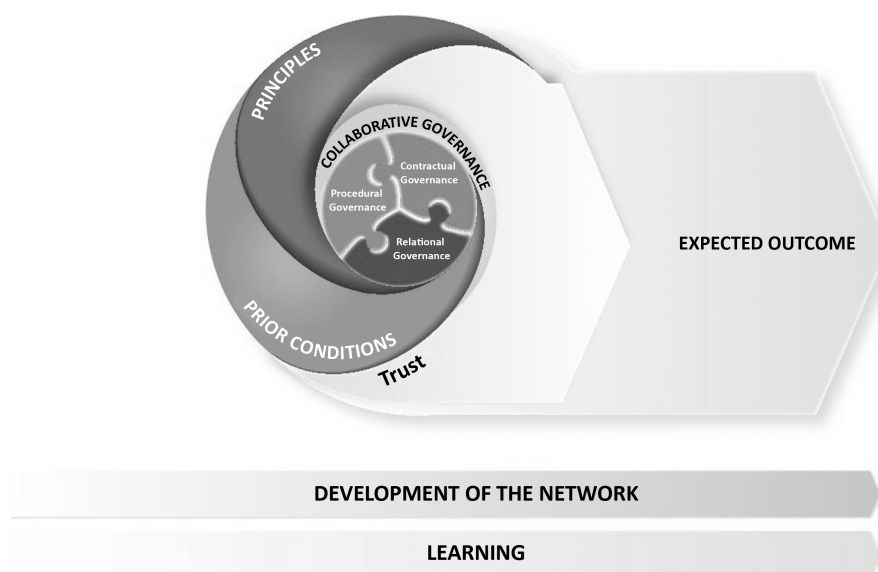 PRINCIPLES
COLLABORATIVE GOVERNANCE
Contractual
Governance
Procedural
Governance
Relational
Governance
EXPECTED OUTCOME
PRIOR CONDITIONS
Trust
DEVELOPMENT OF THE NETWORK
LEARNING